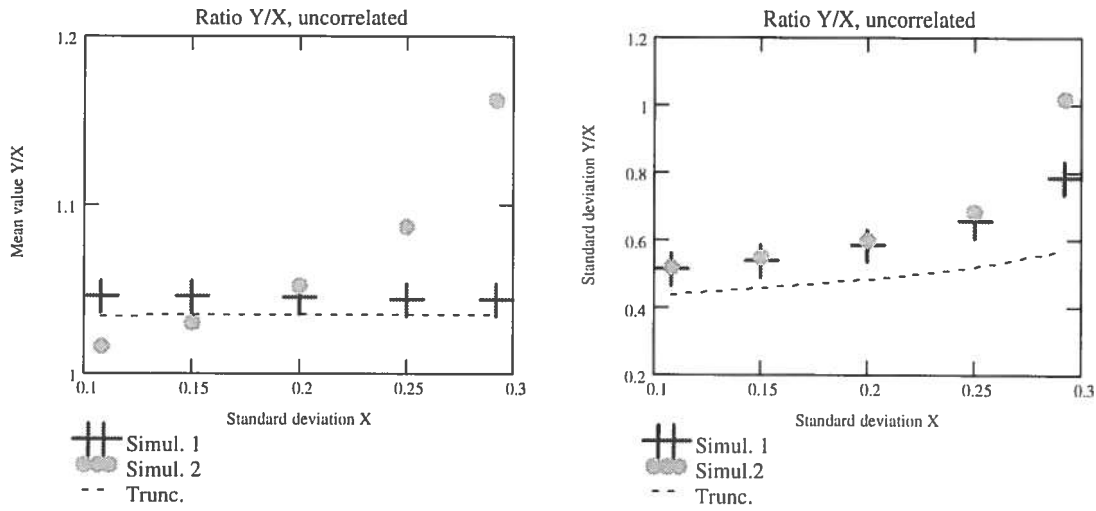 Ratio Y/X, uncorrelated
1.2
1.1
1
Mean value Y/X
0.1 0.15 0.2 0.25 0.3
Standard deviation X
Simul. 1
Simul. 2
Trunc.
Ratio Y/X, uncorrelated
1.2
1
0.8
0.6
0.4
0.2
Standard deviation Y/X
0.1 0.15 0.2 0.25 0.3
Standard deviation X
Simul. 1
Simul.2
Trunc.